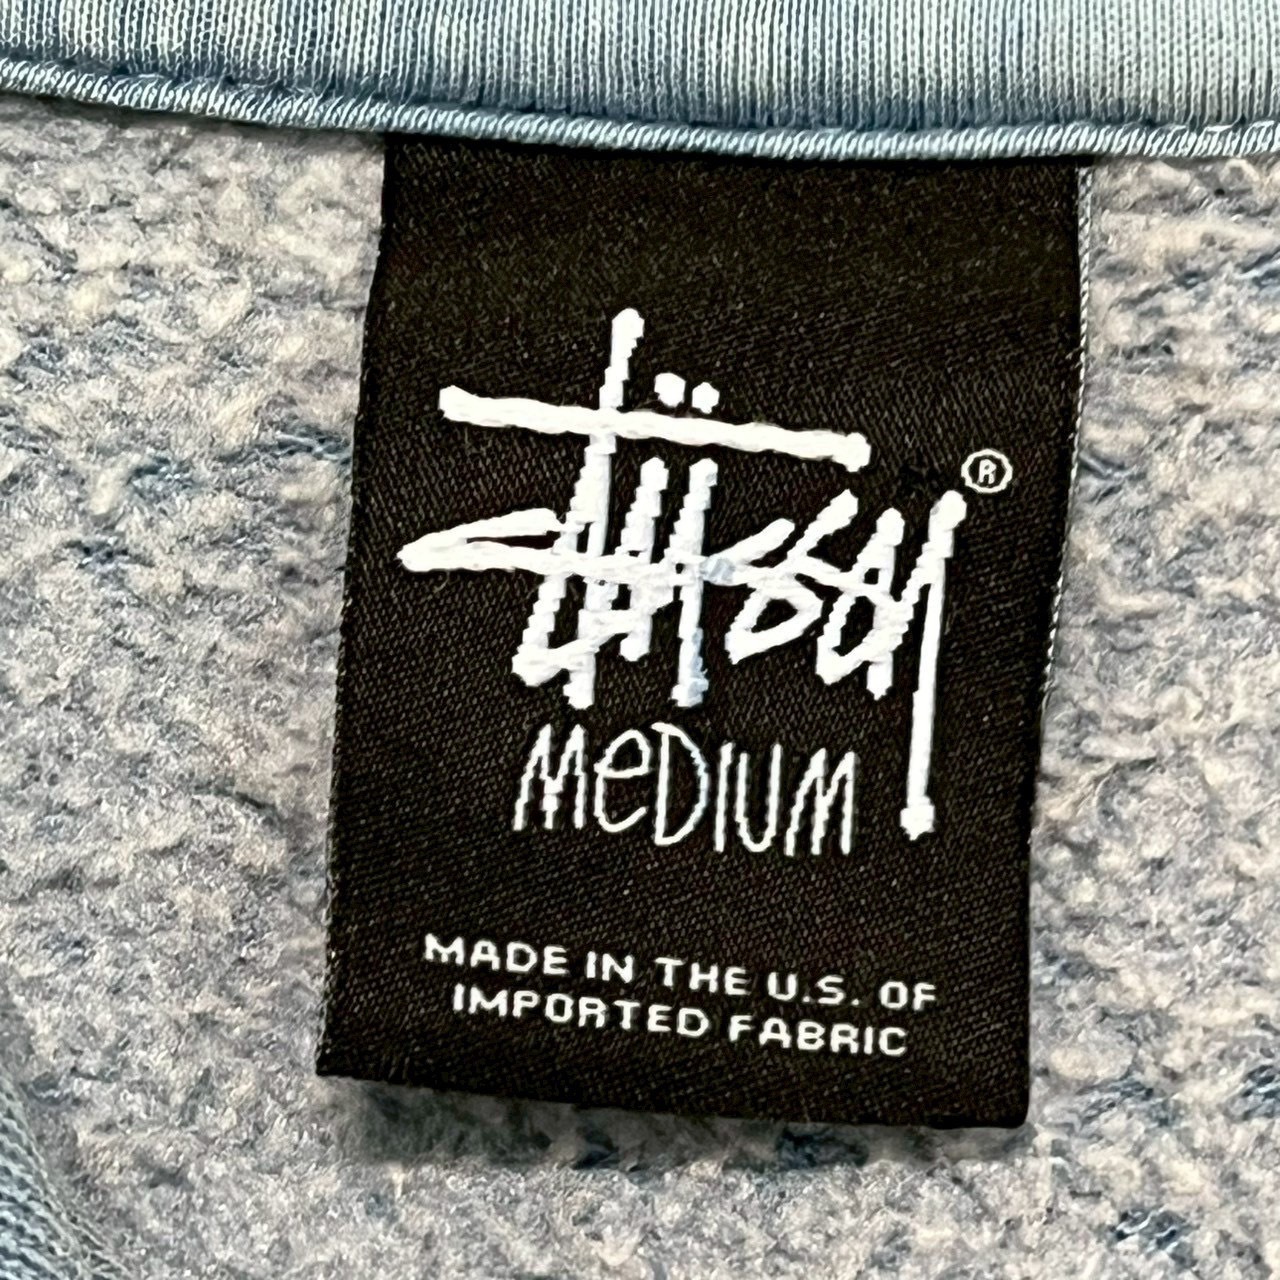 Stüssy®
MeDIUM
MADE IN THE U.S. OF
IMPORTED FABRIC